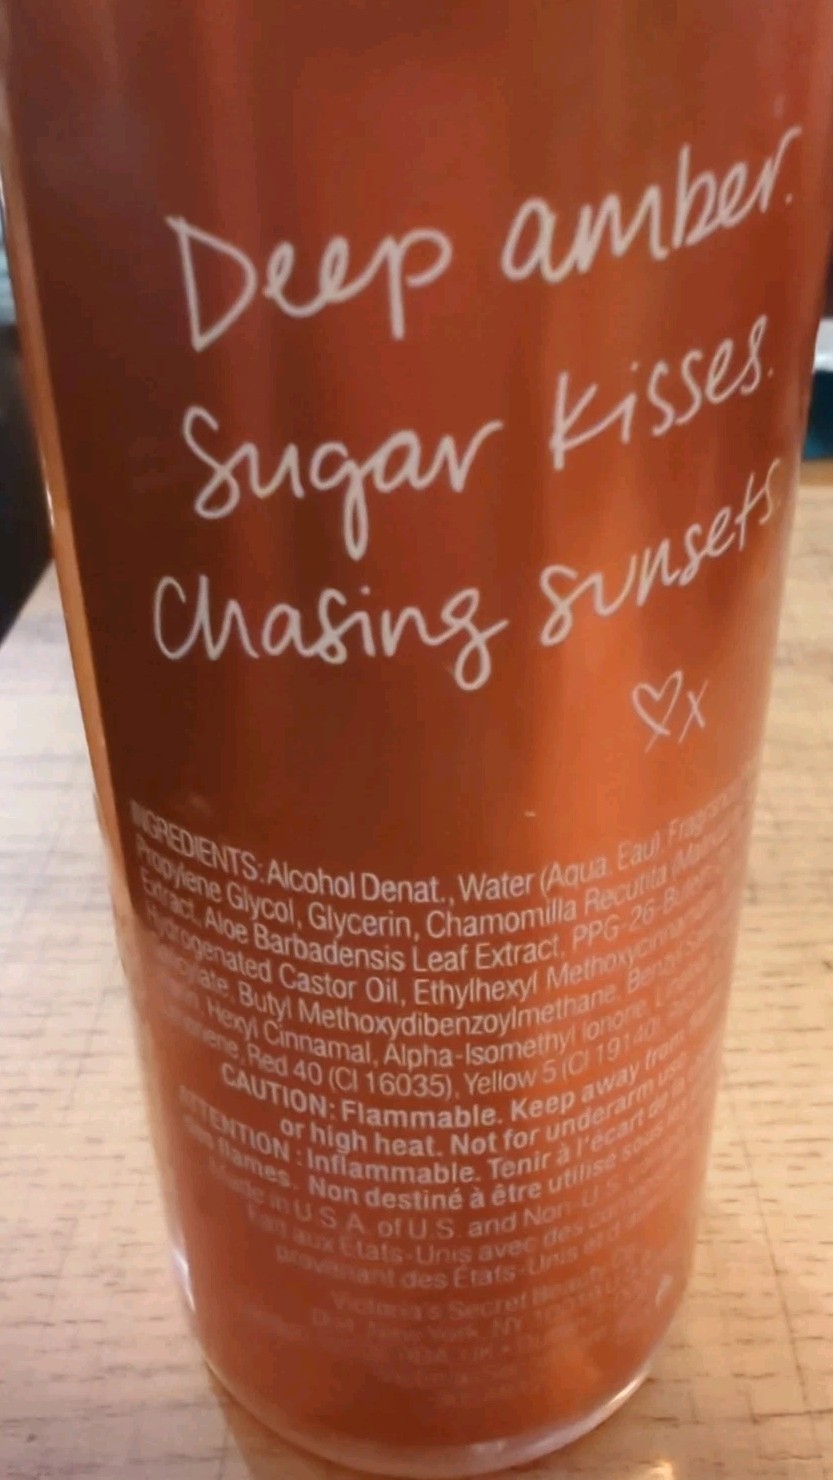 Deep amber.
Sugar kisses.
Chasing sunsets.
♡x
INGREDIENTS: Alcohol Denat., Water (Aqua, Eau), Fragrance
Propylene Glycol, Glycerin, Chamomilla Recutita
Extract, Aloe Barbadensis Leaf Extract, PPG-26-
Hydrogenated Castor Oil, Ethylhexyl Methoxycinnamate,
Butyl Methoxydibenzoylmethane,
Hexyl Cinnamal, Alpha-Isomethyl Ionone,
Red 40 (CI 16035), Yellow 5 (CI 19140)
CAUTION: Flammable. Keep away from
or high heat. Not for underarm use.
ATTENTION : Inflammable. Tenir à l'écart de
des flammes. Non destiné à être utilisé sous
Made in U.S.A. of U.S. and Non-U.S.
Fait aux États-Unis avec des
provenant des États-Unis et
Victoria's Secret Beauty
New York, NY